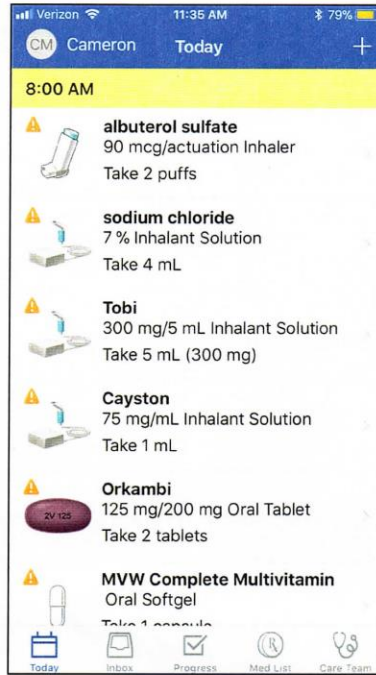 Verizon 11:35 AM 79%
CM Cameron Today +
8:00 AM
albuterol sulfate
90 mcg/actuation Inhaler
Take 2 puffs
sodium chloride
7 % Inhalant Solution
Take 4 mL
Tobi
300 mg/5 mL Inhalant Solution
Take 5 mL (300 mg)
Cayston
75 mg/mL Inhalant Solution
Take 1 mL
2V 125
Orkambi
125 mg/200 mg Oral Tablet
Take 2 tablets
MVW Complete Multivitamin
Oral Softgel
Take 1 capsule
Today Inbox Progress Med List Care Team